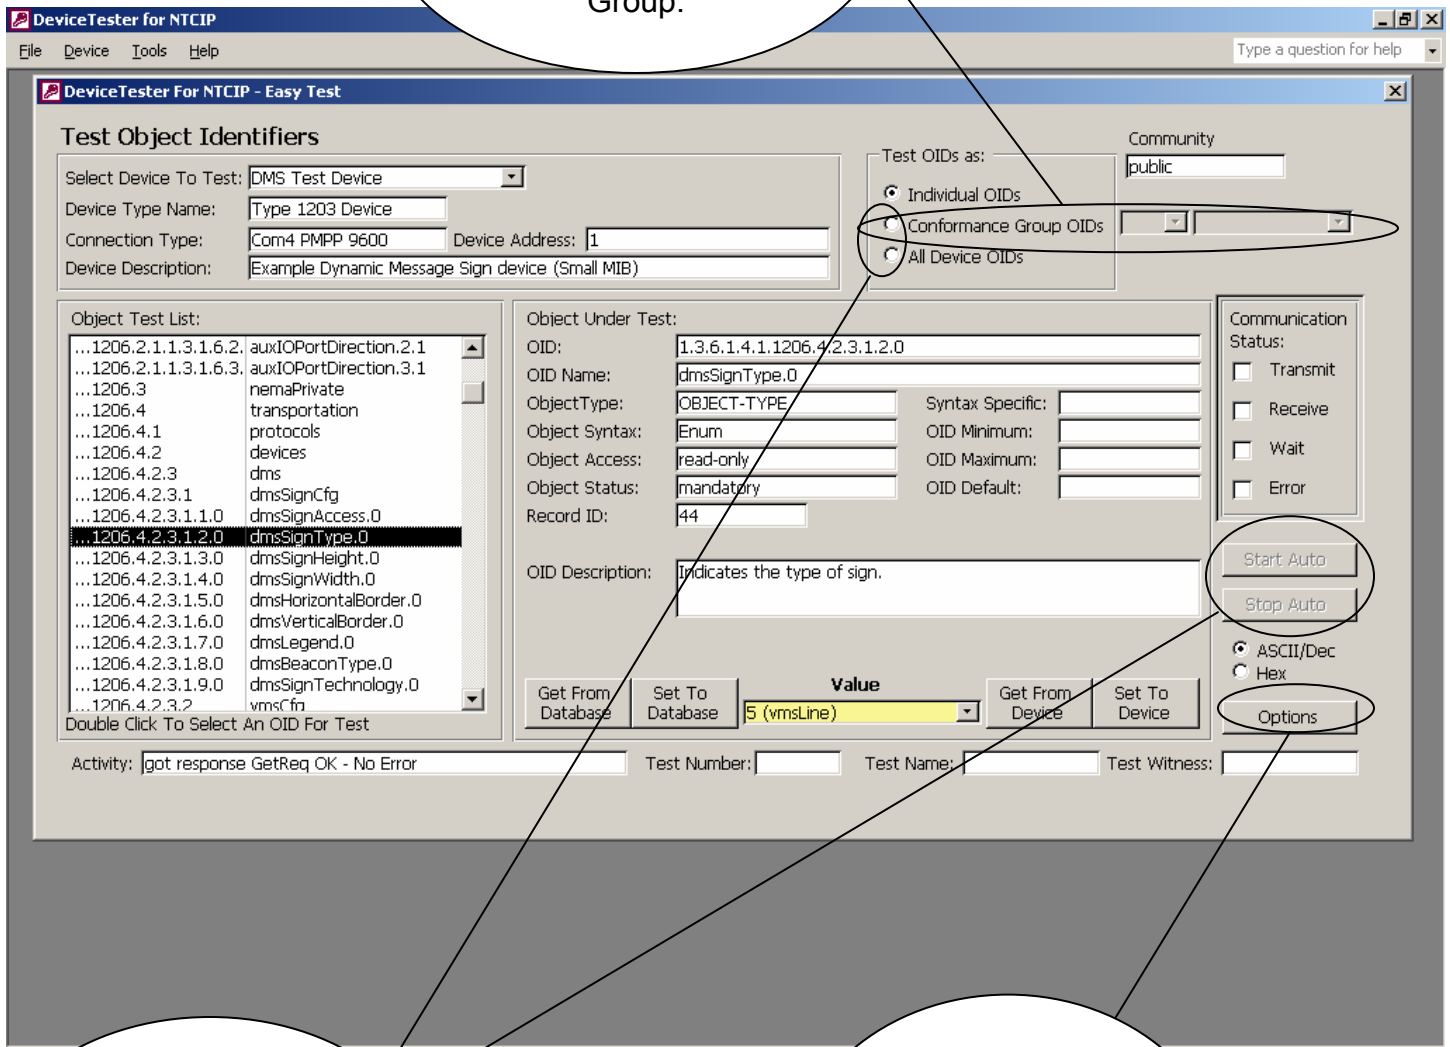 Group.
DeviceTester for NTCIP
File Device Tools Help
Type a question for help
DeviceTester For NTCIP - Easy Test
Test Object Identifiers
Select Device To Test: DMS Test Device
Device Type Name: Type 1203 Device
Connection Type: Com4 PMPP 9600 Device Address: 1
Device Description: Example Dynamic Message Sign device (Small MIB)
Test OIDs as:
Individual OIDs
Conformance Group OIDs
All Device OIDs
Community
public
Object Test List:
...1206.2.1.1.3.1.6.2. auxIOPortDirection.2.1
...1206.2.1.1.3.1.6.3. auxIOPortDirection.3.1
...1206.3 nemaPrivate
...1206.4 transportation
...1206.4.1 protocols
...1206.4.2 devices
...1206.4.2.3 dms
...1206.4.2.3.1 dmsSignCfg
...1206.4.2.3.1.1.0 dmsSignAccess.0
...1206.4.2.3.1.2.0 dmsSignType.0
...1206.4.2.3.1.3.0 dmsSignHeight.0
...1206.4.2.3.1.4.0 dmsSignWidth.0
...1206.4.2.3.1.5.0 dmsHorizontalBorder.0
...1206.4.2.3.1.6.0 dmsVerticalBorder.0
...1206.4.2.3.1.7.0 dmsLegend.0
...1206.4.2.3.1.8.0 dmsBeaconType.0
...1206.4.2.3.1.9.0 dmsSignTechnology.0
...1206.4.2.3.2 vmsCfg
Double Click To Select An OID For Test
Object Under Test:
OID: 1.3.6.1.4.1.1206.4.2.3.1.2.0
OID Name: dmsSignType.0
ObjectType: OBJECT-TYPE Syntax Specific:
Object Syntax: Enum OID Minimum:
Object Access: read-only OID Maximum:
Object Status: mandatory OID Default:
Record ID: 44
OID Description: Indicates the type of sign.
Value
Get From Database
Set To Database
5 (vmsLine)
Get From Device
Set To Device
Communication Status:
Transmit
Receive
Wait
Error
Start Auto
Stop Auto
ASCII/Dec
Hex
Options
Activity: got response GetReq OK - No Error Test Number: Test Name: Test Witness: